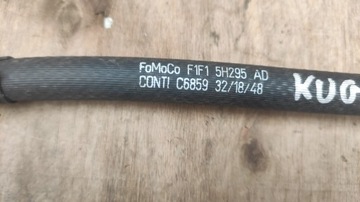 FoMoCo F1F1 5H295 AD
CONTI C6859 32/18/48
KUG